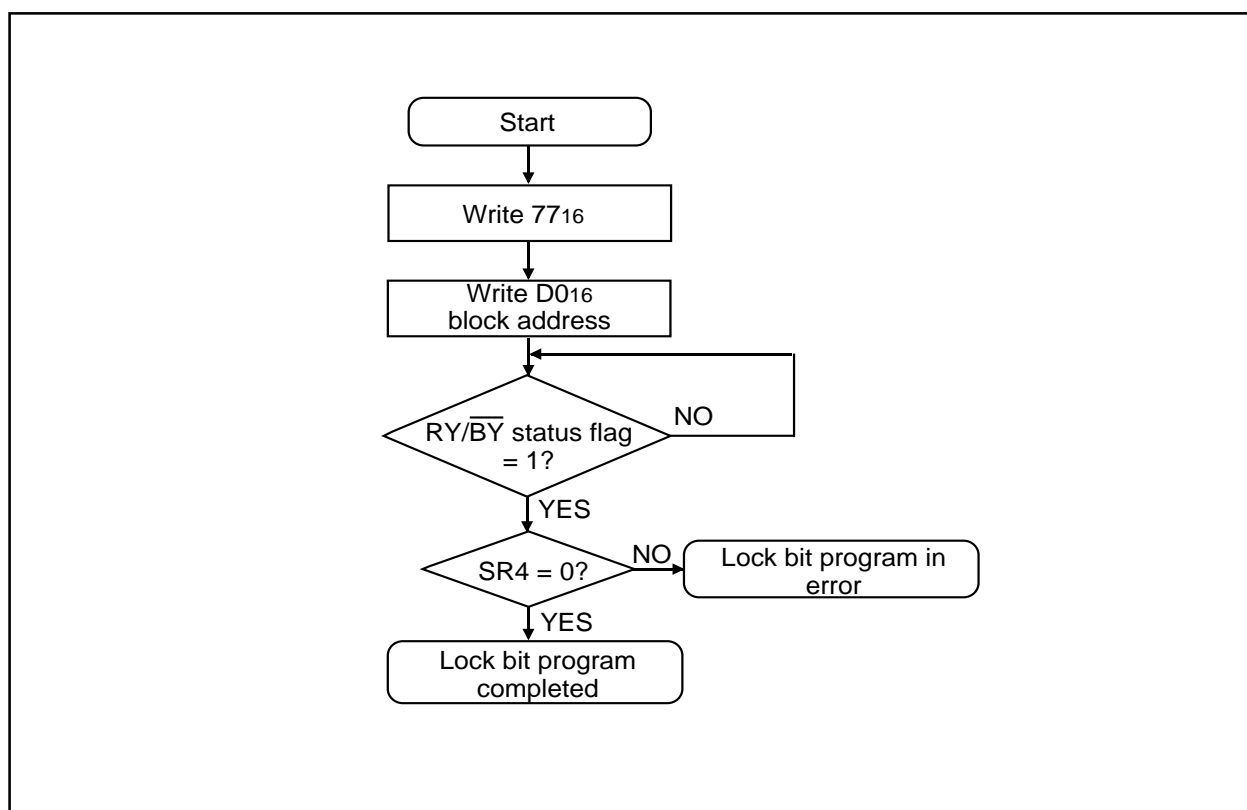 Start
Write 7716
Write D016
block address
RY/BY status flag
= 1?
NO
YES
SR4 = 0?
NO
Lock bit program in
error
YES
Lock bit program
completed